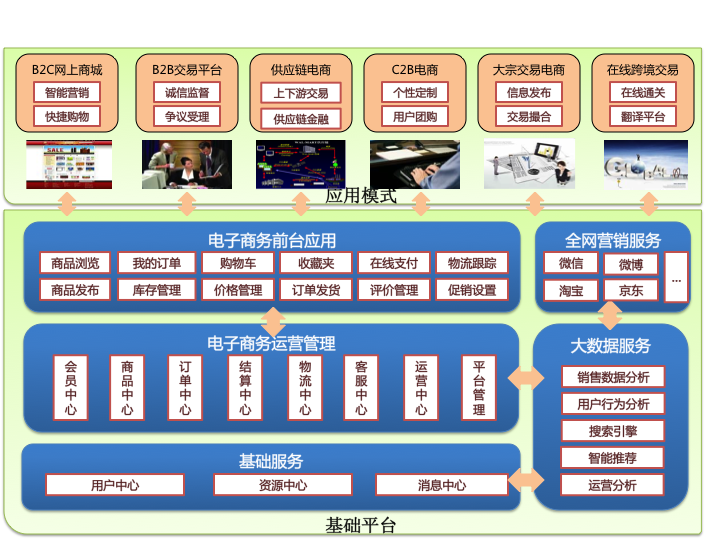 B2C网上商城
B2B交易平台
供应链电商
C2B电商
大宗交易电商
在线跨境交易
智能营销
诚信监督
上下游交易
个性定制
信息发布
在线通关
快捷购物
争议受理
供应链金融
用户团购
交易撮合
翻译平台
SALE
应用模式
电子商务前台应用
商品浏览
我的订单
购物车
收藏夹
在线支付
物流跟踪
商品发布
库存管理
价格管理
订单发货
评价管理
促销设置
全网营销服务
微信
微博
...
淘宝
京东
电子商务运营管理
会员中心
商品中心
订单中心
结算中心
物流中心
客服中心
运营中心
平台管理
大数据服务
销售数据分析
用户行为分析
搜索引擎
智能推荐
运营分析
基础服务
用户中心
资源中心
消息中心
基础平台